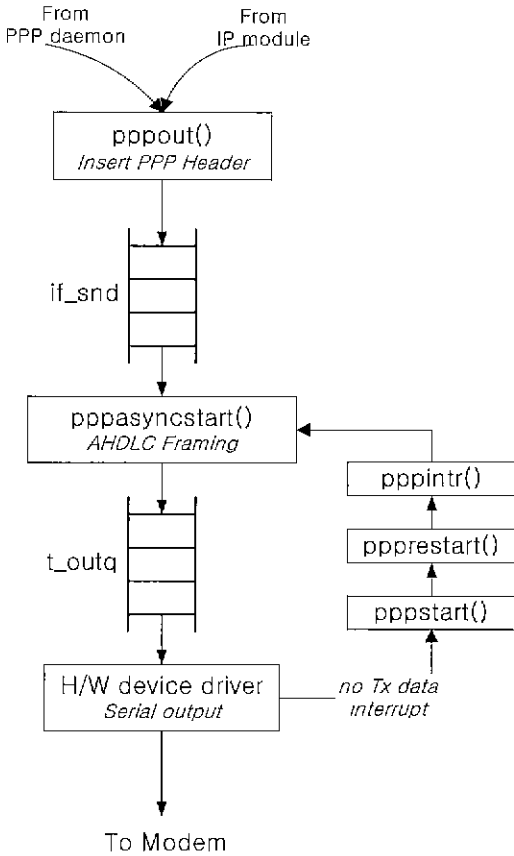 From
PPP daemon
From
IP module
pppout()
Insert PPP Header
if_snd
pppasyncstart()
AHDLC Framing
pppintr()
ppprestart()
pppstart()
t_outq
H/W device driver
Serial output
no Tx data
interrupt
To Modem